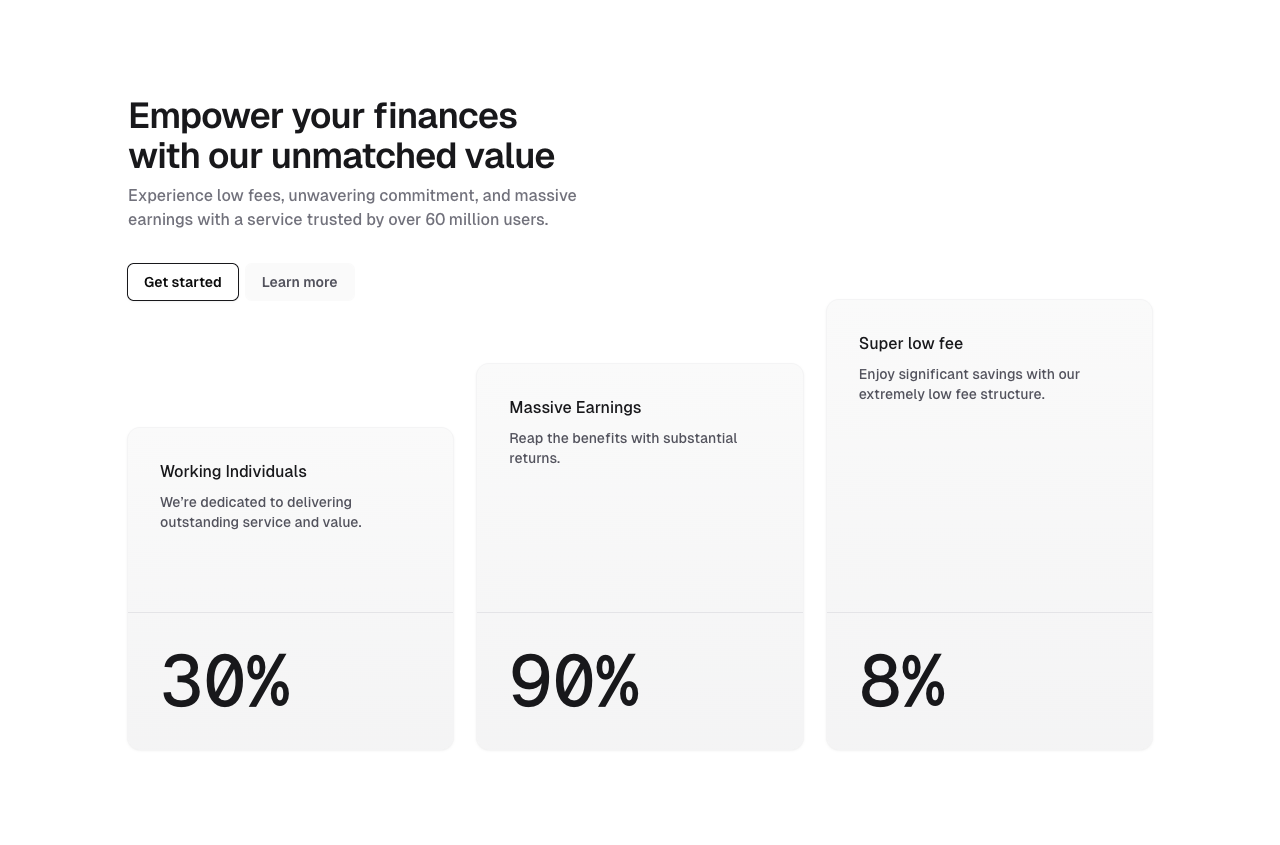 Empower your finances
with our unmatched value
Experience low fees, unwavering commitment, and massive
earnings with a service trusted by over 60 million users.
Get started
Learn more
Working Individuals
We’re dedicated to delivering
outstanding service and value.
30%
Massive Earnings
Reap the benefits with substantial
returns.
90%
Super low fee
Enjoy significant savings with our
extremely low fee structure.
8%